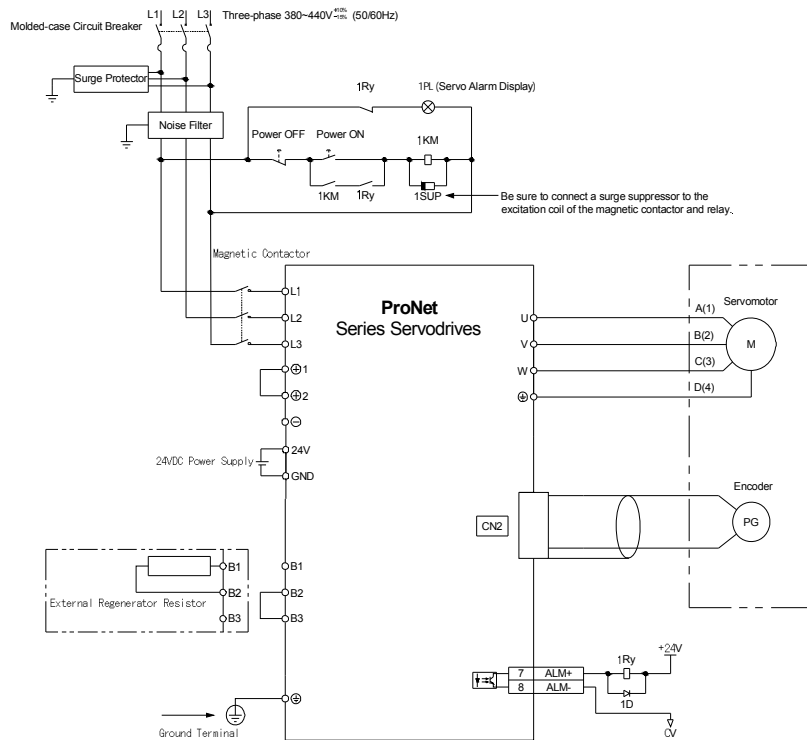 L1 L2 L3 Three-phase 380~440V +10% -15% (50/60Hz)
Molded-case Circuit Breaker
Surge Protector
Noise Filter
1Ry 1PL (Servo Alarm Display)
Power OFF Power ON 1KM
1KM 1Ry 1SUP
Be sure to connect a surge suppressor to the
excitation coil of the magnetic contactor and relay.
Magnetic Contactor
ProNet
Series Servodrives
L1
L2
L3
1
2
24V
GND
24VDC Power Supply
U
V
W
A(1)
B(2)
C(3)
D(4)
Servomotor
M
Encoder
PG
CN2
B1
B2
B3
External Regenerator Resistor
B1
B2
B3
7 ALM+
8 ALM-
1Ry
+24V
1D
0V
Ground Terminal